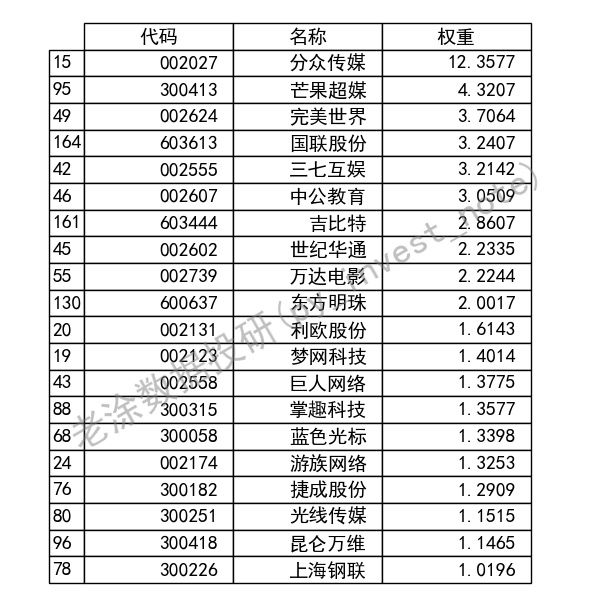 代码 名称 权重
15 002027 分众传媒 12.3577
95 300413 芒果超媒 4.3207
49 002624 完美世界 3.7064
164 603613 国联股份 3.2407
42 002555 三七互娱 3.2142
46 002607 中公教育 3.0509
161 603444 吉比特 2.8607
45 002602 世纪华通 2.2335
55 002739 万达电影 2.2244
130 600637 东方明珠 2.0017
20 002131 利欧股份 1.6143
19 002123 梦网科技 1.4014
43 002558 巨人网络 1.3775
88 300315 掌趣科技 1.3577
68 300058 蓝色光标 1.3398
24 002174 游族网络 1.3253
76 300182 捷成股份 1.2909
80 300251 光线传媒 1.1515
96 300418 昆仑万维 1.1465
78 300226 上海钢联 1.0196
老涂数据投研(py_invest_note)